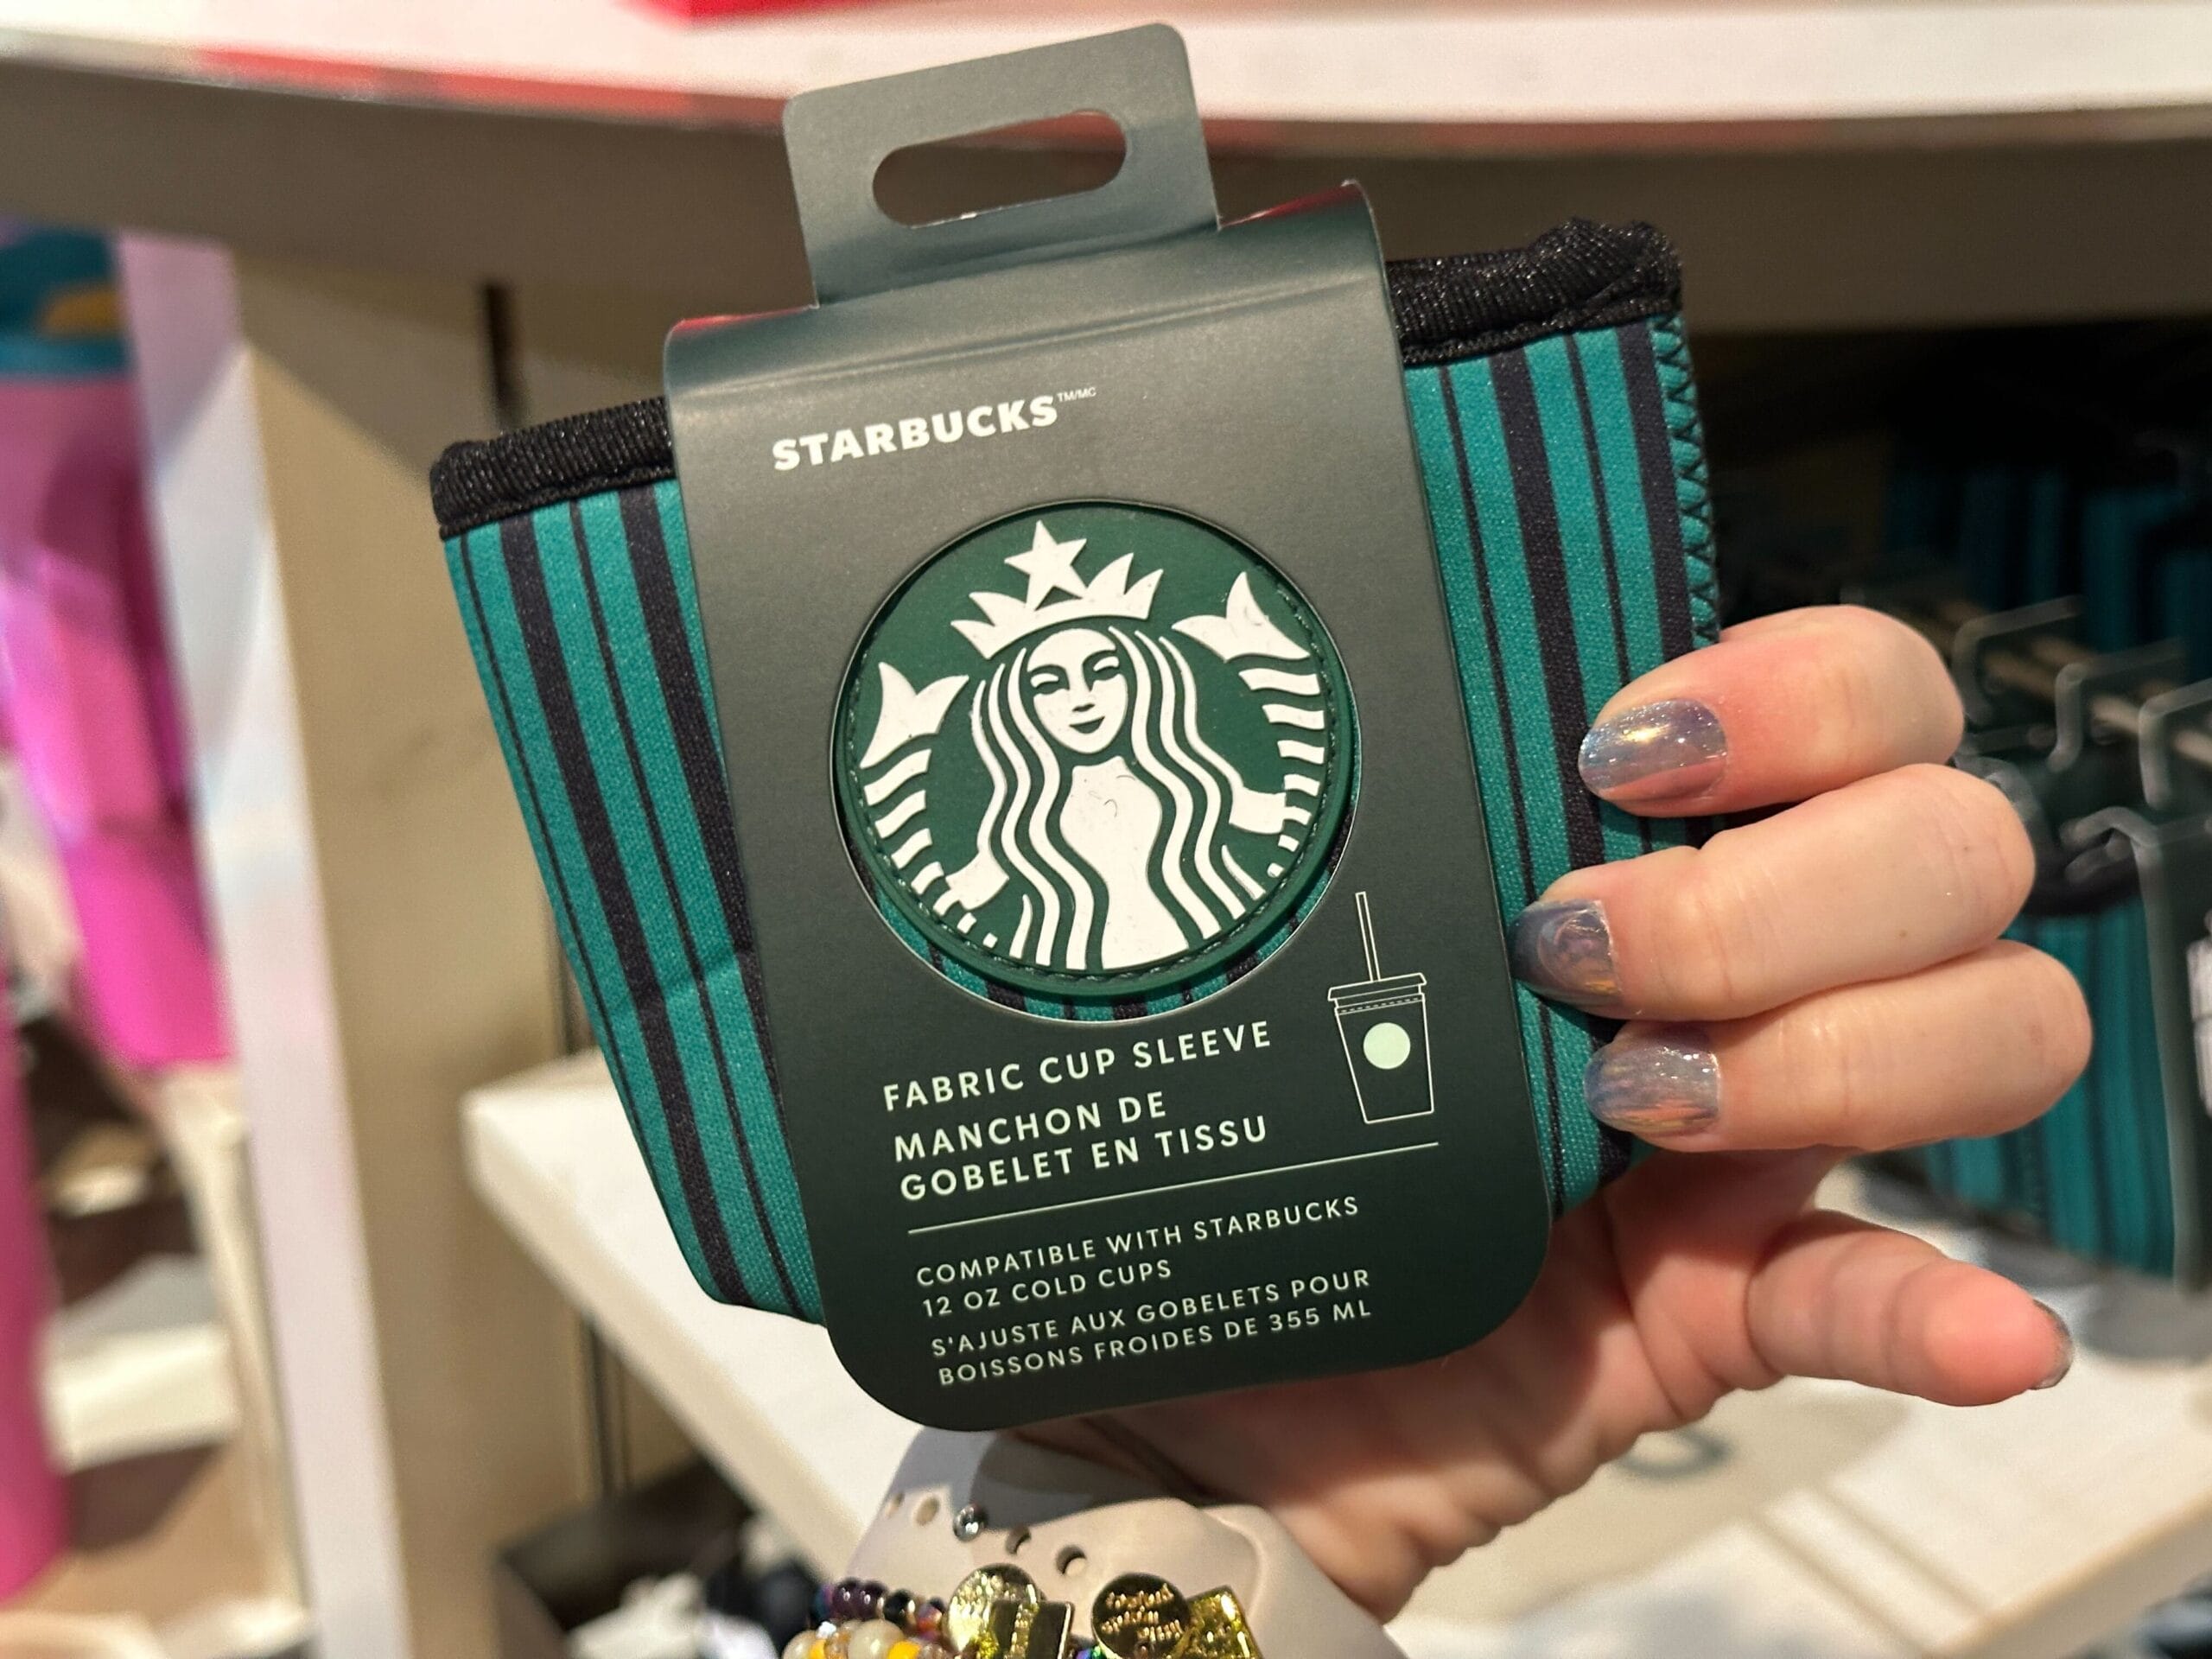 STARBUCKS™/MC
FABRIC CUP SLEEVE
MANCHON DE
GOBELET EN TISSU
COMPATIBLE WITH STARBUCKS
12 OZ COLD CUPS
S'AJUSTE AUX GOBELETS POUR
BOISSONS FROIDES DE 355 ML